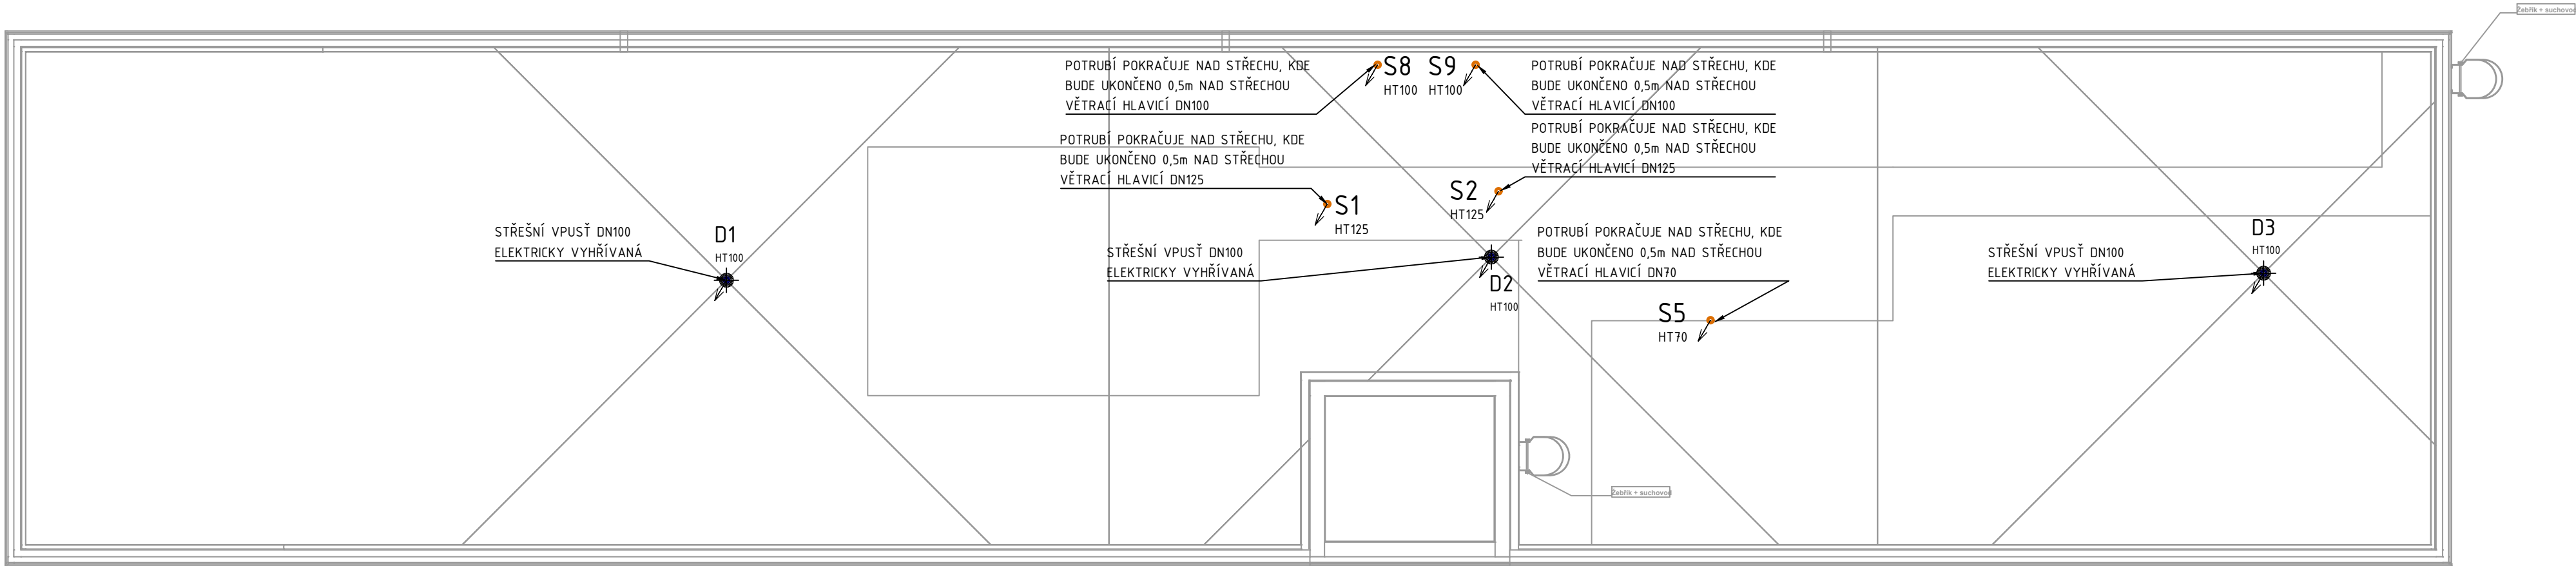 Žebřík + suchovod
POTRUBÍ POKRAČUJE NAD STŘECHU, KDE
BUDE UKONČENO 0,5m NAD STŘECHOU
VĚTRACÍ HLAVICÍ DN100
S8
HT100
S9
HT100
POTRUBÍ POKRAČUJE NAD STŘECHU, KDE
BUDE UKONČENO 0,5m NAD STŘECHOU
VĚTRACÍ HLAVICÍ DN100
POTRUBÍ POKRAČUJE NAD STŘECHU, KDE
BUDE UKONČENO 0,5m NAD STŘECHOU
VĚTRACÍ HLAVICÍ DN125
S1
HT125
POTRUBÍ POKRAČUJE NAD STŘECHU, KDE
BUDE UKONČENO 0,5m NAD STŘECHOU
VĚTRACÍ HLAVICÍ DN125
S2
HT125
STŘEŠNÍ VPUSŤ DN100
ELEKTRICKY VYHŘÍVANÁ
D1
HT100
STŘEŠNÍ VPUSŤ DN100
ELEKTRICKY VYHŘÍVANÁ
D2
HT100
POTRUBÍ POKRAČUJE NAD STŘECHU, KDE
BUDE UKONČENO 0,5m NAD STŘECHOU
VĚTRACÍ HLAVICÍ DN70
S5
HT70
STŘEŠNÍ VPUSŤ DN100
ELEKTRICKY VYHŘÍVANÁ
D3
HT100
Žebřík + suchovod